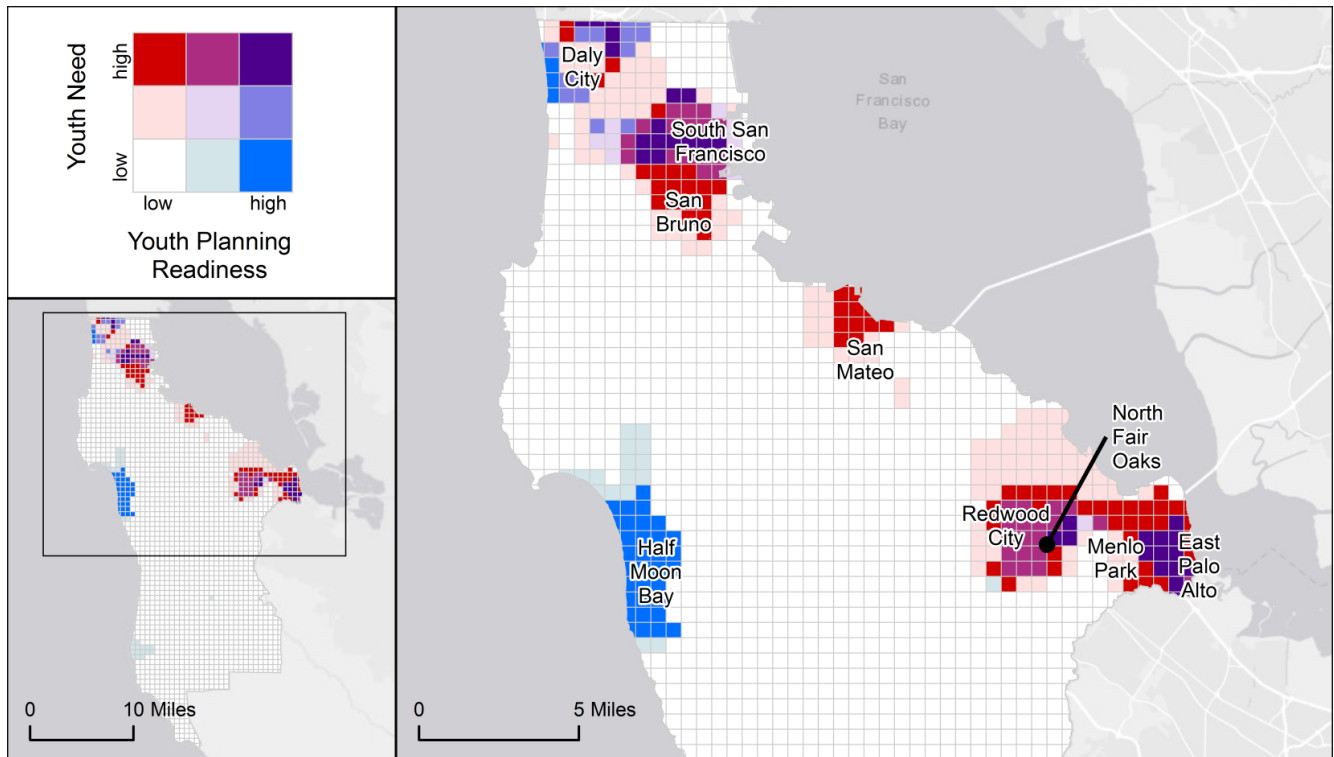 Youth Need
high
low
low
high
Youth Planning
Readiness
0
10 Miles
Daly
City
South San
Francisco
San
Bruno
San
Francisco
Bay
San
Mateo
North
Fair
Oaks
Redwood
City
Menlo
Park
East
Palo
Alto
Half
Moon
Bay
0
5 Miles